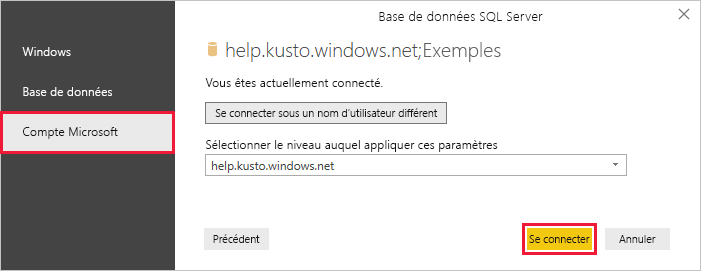 Base de données SQL Server
Windows
Base de données
Compte Microsoft
help.kusto.windows.net;Exemples
Vous êtes actuellement connecté.
Se connecter sous un nom d'utilisateur différent
Sélectionner le niveau auquel appliquer ces paramètres
help.kusto.windows.net
Précédent
Se connecter
Annuler